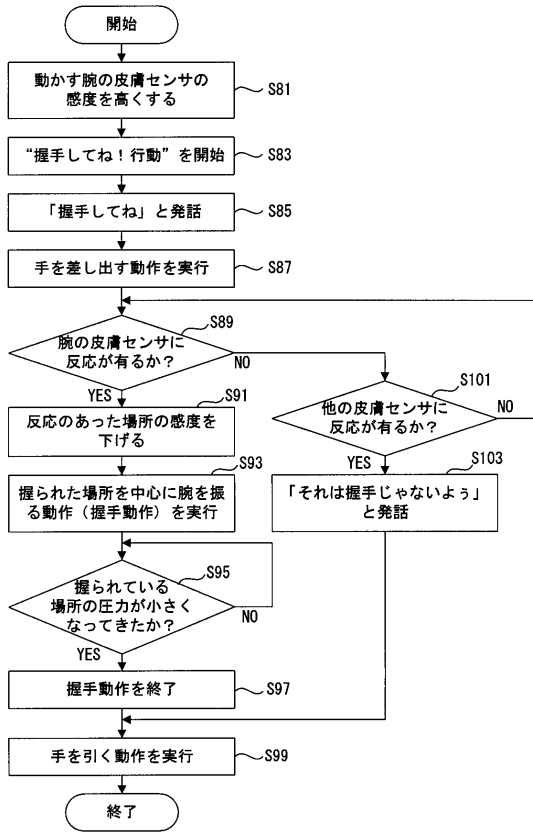 開始
動かす腕の皮膚センサの
感度を高くする
S81
“握手してね！行動”を開始
S83
「握手してね」と発話
S85
手を差し出す動作を実行
S87
腕の皮膚センサに
反応が有るか？
S89
NO
YES
反応のあった場所の感度を
下げる
S91
握られた場所を中心に腕を振
る動作（握手動作）を実行
S93
握られている
場所の圧力が小さく
なってきたか？
S95
NO
YES
握手動作を終了
S97
他の皮膚センサに
反応が有るか？
S101
NO
YES
「それは握手じゃないよぅ」
と発話
S103
手を引く動作を実行
S99
終了